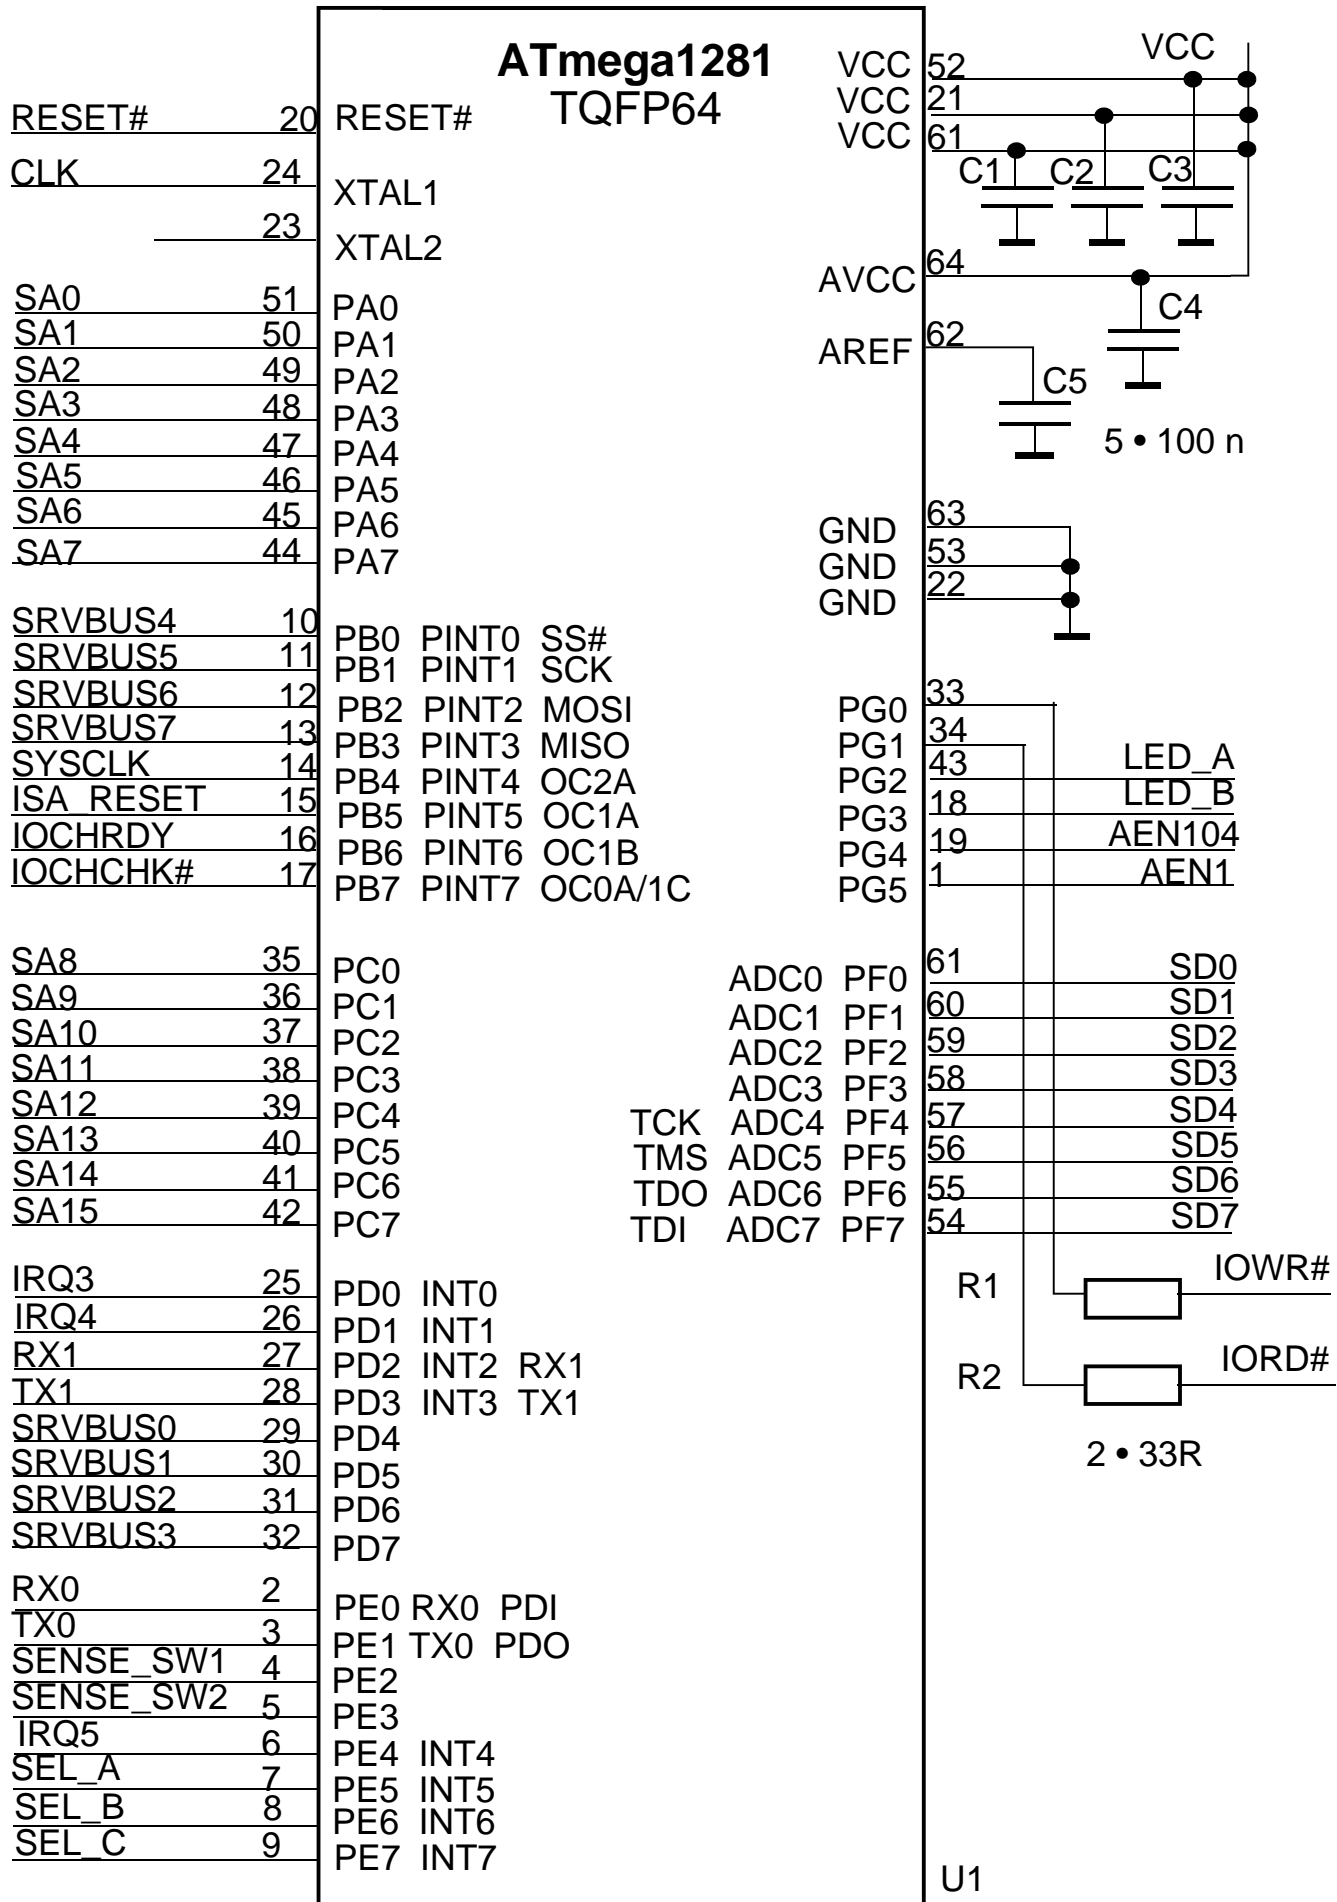 ATmega1281
TQFP64
RESET# 20 RESET#
CLK 24 XTAL1
23 XTAL2
SA0 51 PA0
SA1 50 PA1
SA2 49 PA2
SA3 48 PA3
SA4 47 PA4
SA5 46 PA5
SA6 45 PA6
SA7 44 PA7
SRVBUS4 10 PB0 PINT0 SS#
SRVBUS5 11 PB1 PINT1 SCK
SRVBUS6 12 PB2 PINT2 MOSI
SRVBUS7 13 PB3 PINT3 MISO
SYSCLK 14 PB4 PINT4 OC2A
ISA_RESET 15 PB5 PINT5 OC1A
IOCHRDY 16 PB6 PINT6 OC1B
IOCHCHK# 17 PB7 PINT7 OC0A/1C
SA8 35 PC0
SA9 36 PC1
SA10 37 PC2
SA11 38 PC3
SA12 39 PC4
SA13 40 PC5
SA14 41 PC6
SA15 42 PC7
IRQ3 25 PD0 INT0
IRQ4 26 PD1 INT1
RX1 27 PD2 INT2 RX1
TX1 28 PD3 INT3 TX1
SRVBUS0 29 PD4
SRVBUS1 30 PD5
SRVBUS2 31 PD6
SRVBUS3 32 PD7
RX0 2 PE0 RX0 PDI
TX0 3 PE1 TX0 PDO
SENSE_SW1 4 PE2
SENSE_SW2 5 PE3
IRQ5 6 PE4 INT4
SEL_A 7 PE5 INT5
SEL_B 8 PE6 INT6
SEL_C 9 PE7 INT7
VCC
VCC 52
VCC 21
VCC 61
C1 C2 C3
AVCC 64
C4
AREF 62
C5
5 • 100 n
GND 63
GND 53
GND 22
PG0 33
PG1 34
PG2 43 LED_A
PG3 18 LED_B
PG4 19 AEN104
PG5 1 AEN1
ADC0 PF0 61 SD0
ADC1 PF1 60 SD1
ADC2 PF2 59 SD2
ADC3 PF3 58 SD3
TCK ADC4 PF4 57 SD4
TMS ADC5 PF5 56 SD5
TDO ADC6 PF6 55 SD6
TDI ADC7 PF7 54 SD7
R1 IOWR#
R2 IORD#
2 • 33R
U1